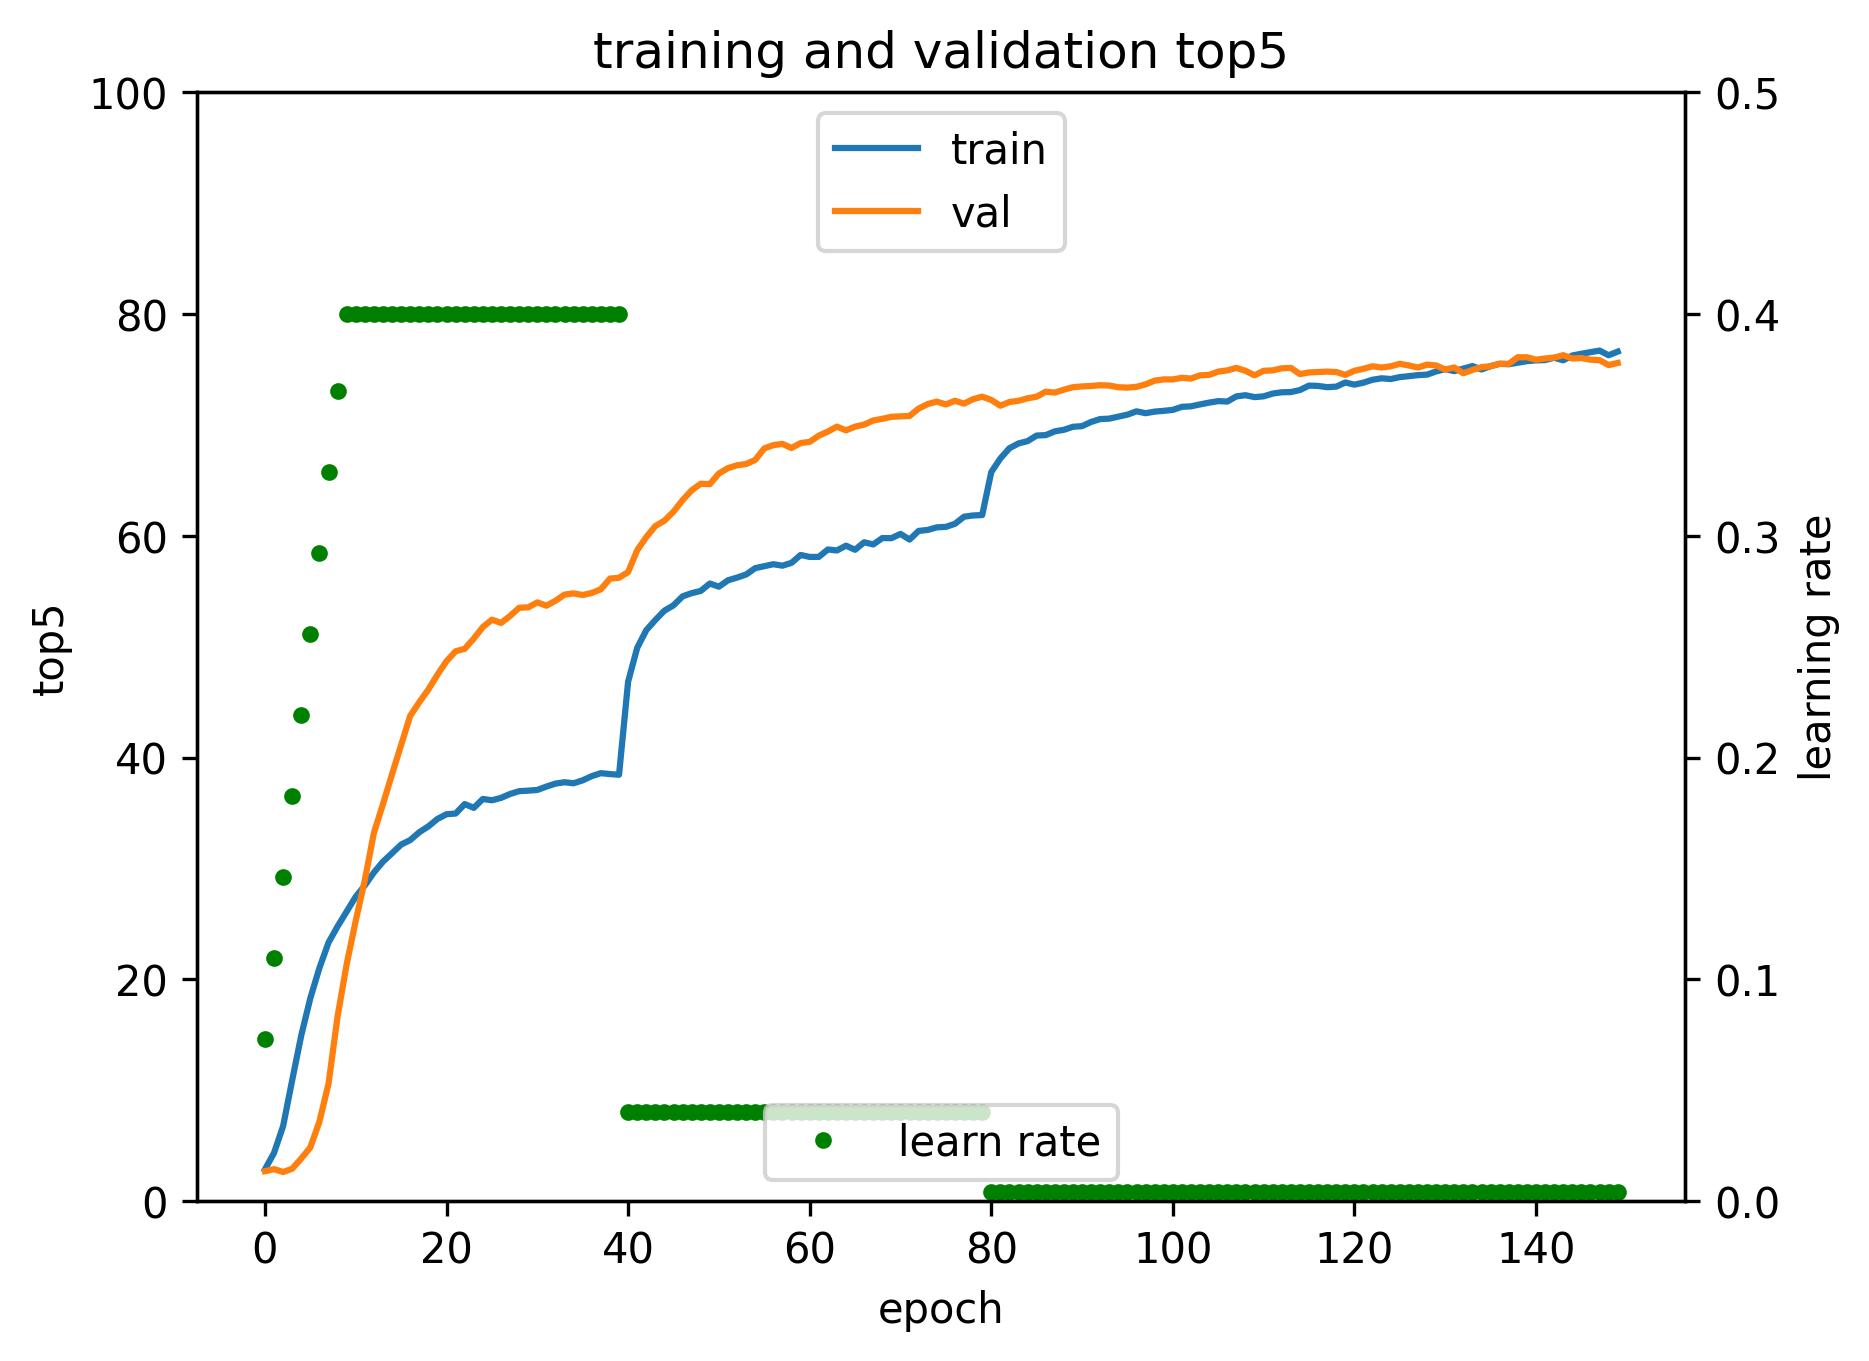 training and validation top5
100
80
60
40
20
0
top5
train
val
learn rate
0.5
0.4
0.3
0.2
0.1
0.0
learning rate
0 20 40 60 80 100 120 140
epoch